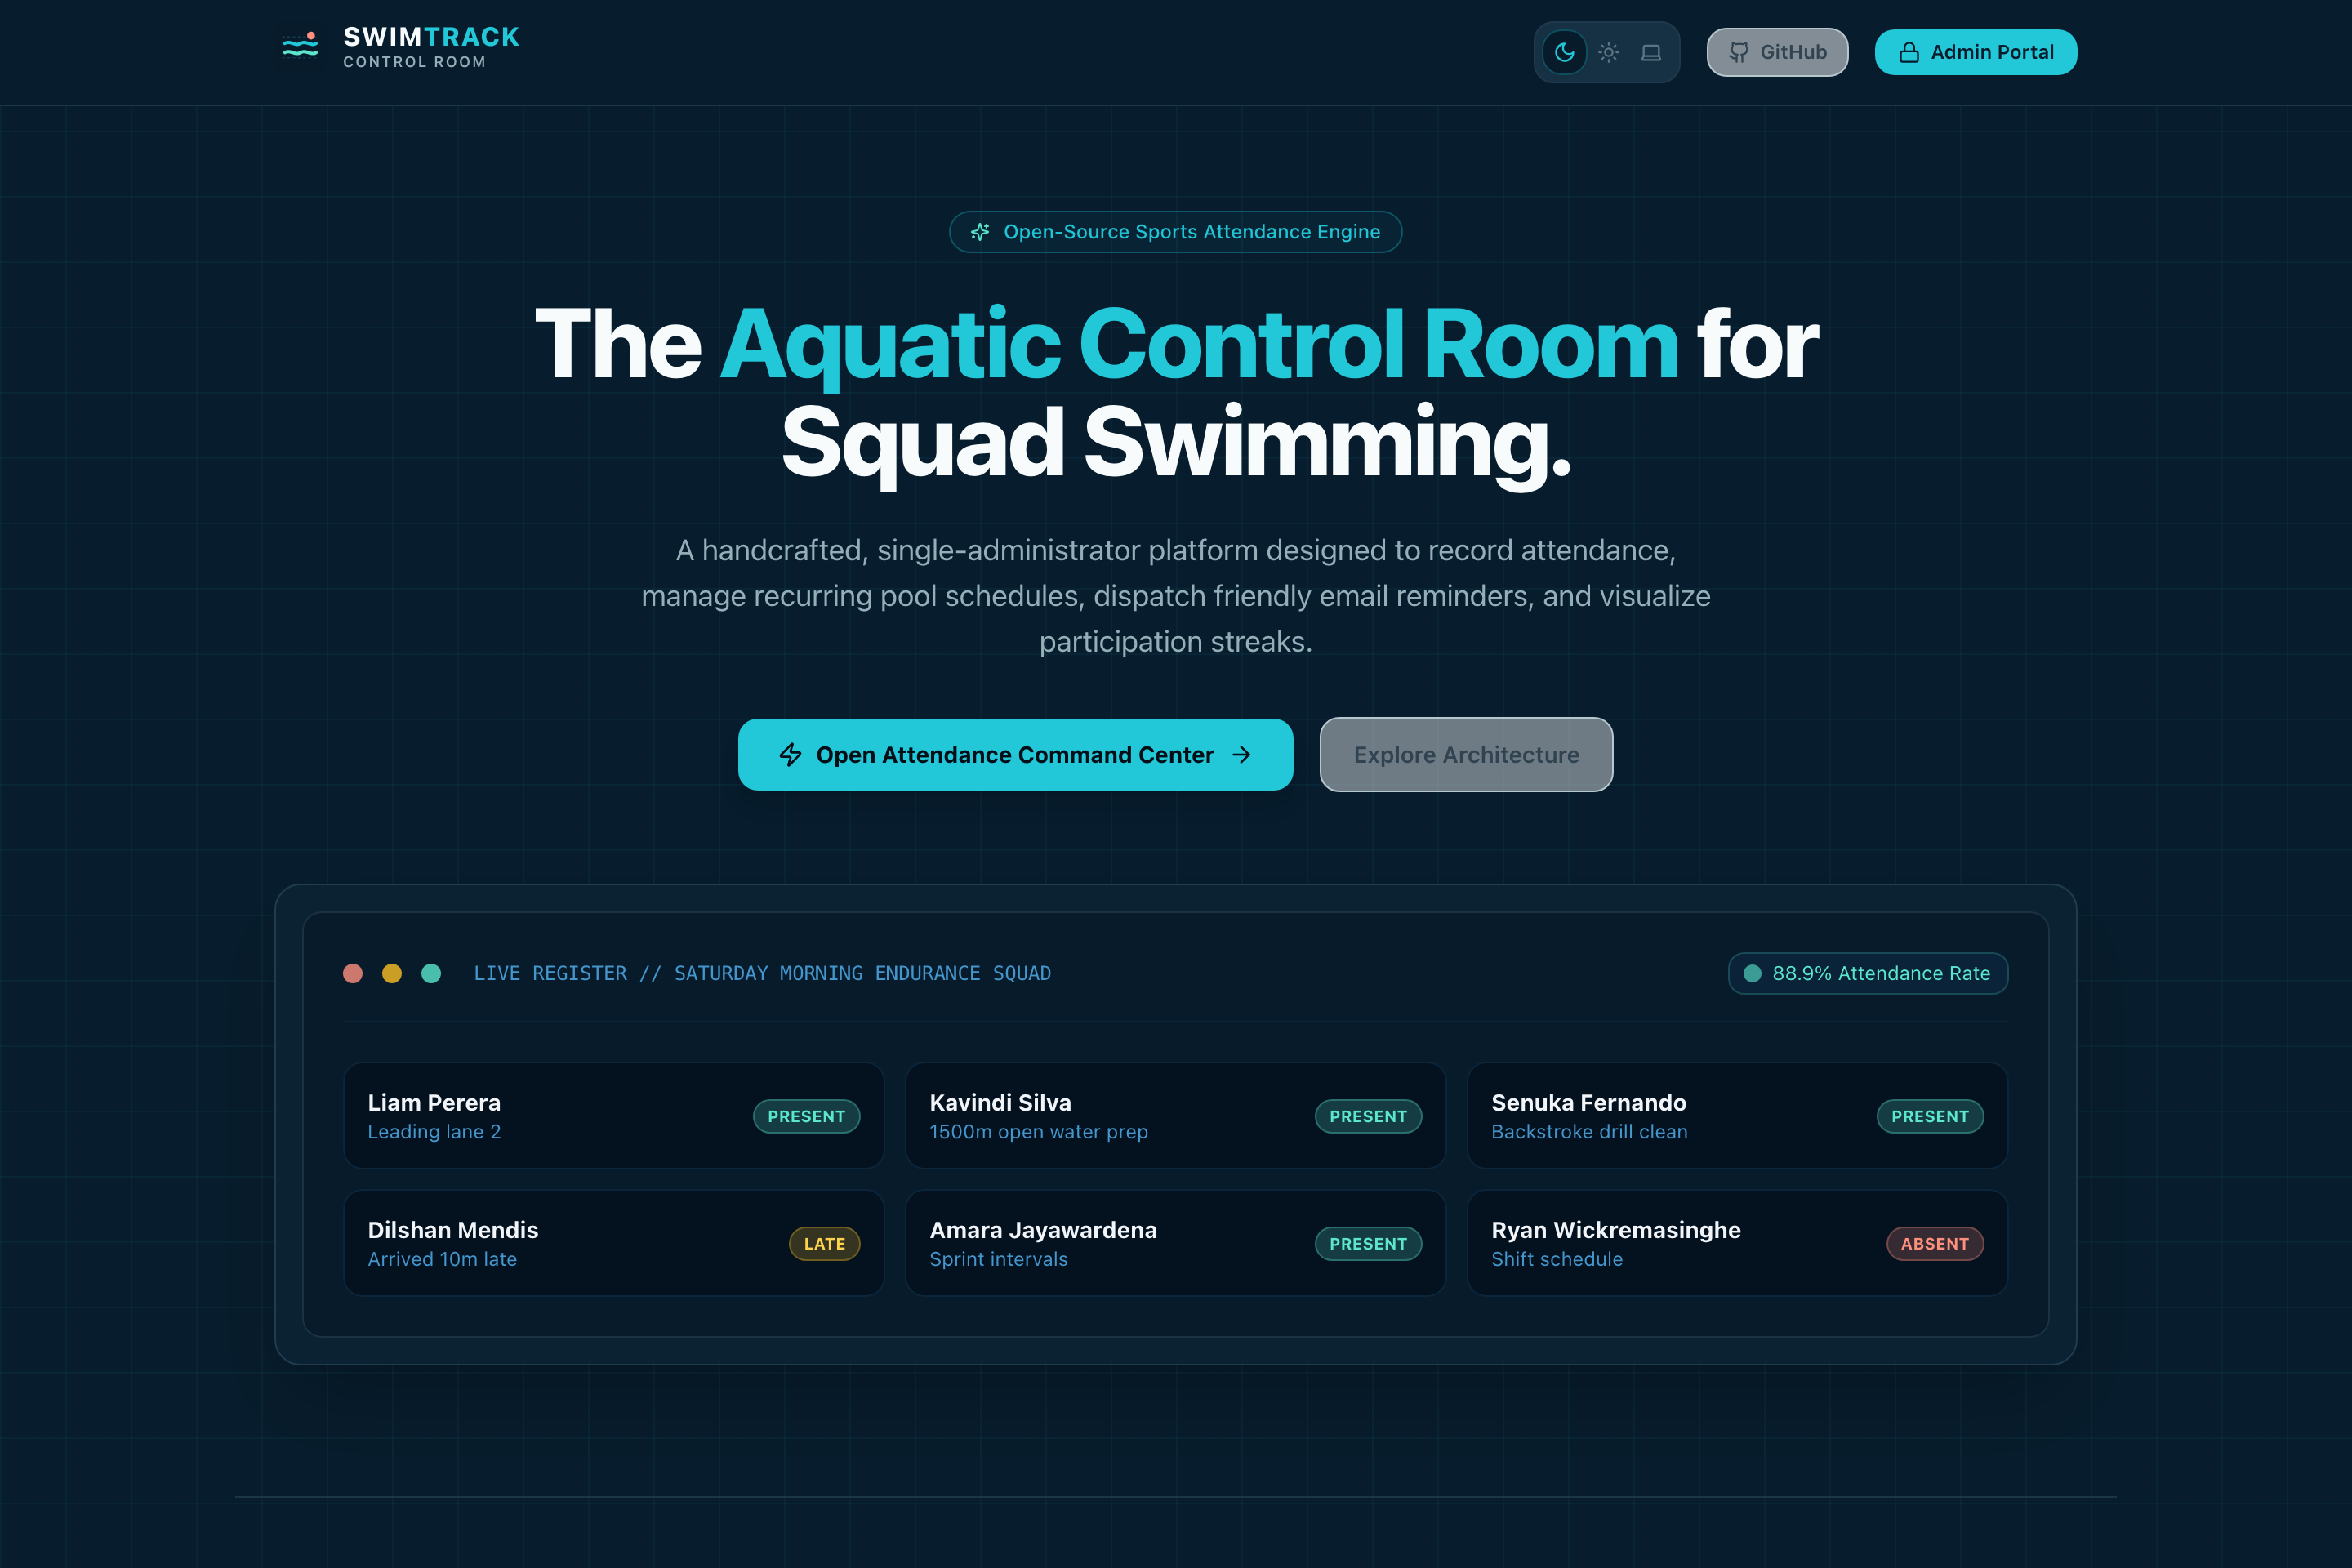 SWIMTRACK
CONTROL ROOM
GitHub
Admin Portal
Open-Source Sports Attendance Engine
The Aquatic Control Room for
Squad Swimming.
A handcrafted, single-administrator platform designed to record attendance,
manage recurring pool schedules, dispatch friendly email reminders, and visualize
participation streaks.
Open Attendance Command Center
Explore Architecture
LIVE REGISTER // SATURDAY MORNING ENDURANCE SQUAD
88.9% Attendance Rate
Liam Perera
Leading lane 2
PRESENT
Kavindi Silva
1500m open water prep
PRESENT
Senuka Fernando
Backstroke drill clean
PRESENT
Dilshan Mendis
Arrived 10m late
LATE
Amara Jayawardena
Sprint intervals
PRESENT
Ryan Wickremasinghe
Shift schedule
ABSENT